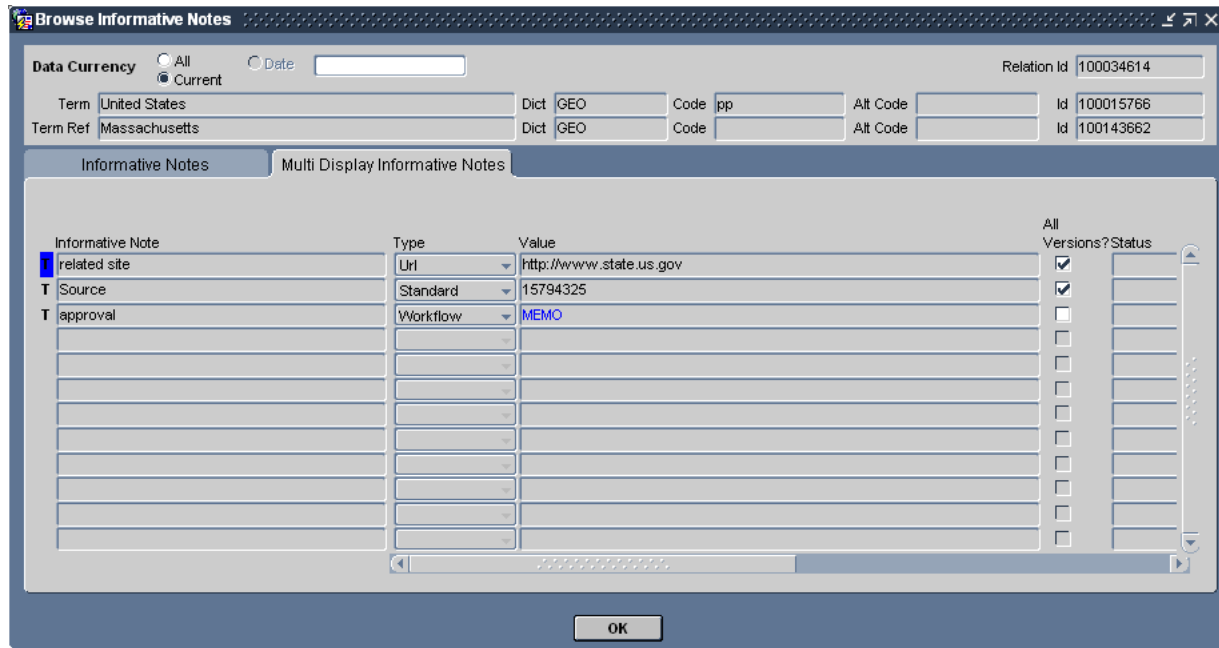 Browse Informative Notes
Data Currency All Current Date Relation Id 100034614
Term United States Dict GEO Code pp Alt Code Id 100015766
Term Ref Massachusetts Dict GEO Code Alt Code Id 100143662
Informative Notes Multi Display Informative Notes
Informative Note Type Value All Versions? Status
T related site Url http://www.state.us.gov
T Source Standard 15794325
T approval Workflow MEMO
OK